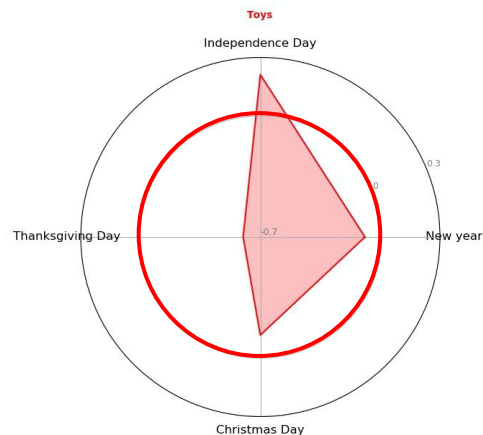 Toys
Independence Day
0.3
0
Thanksgiving Day
-0.7
New year
Christmas Day